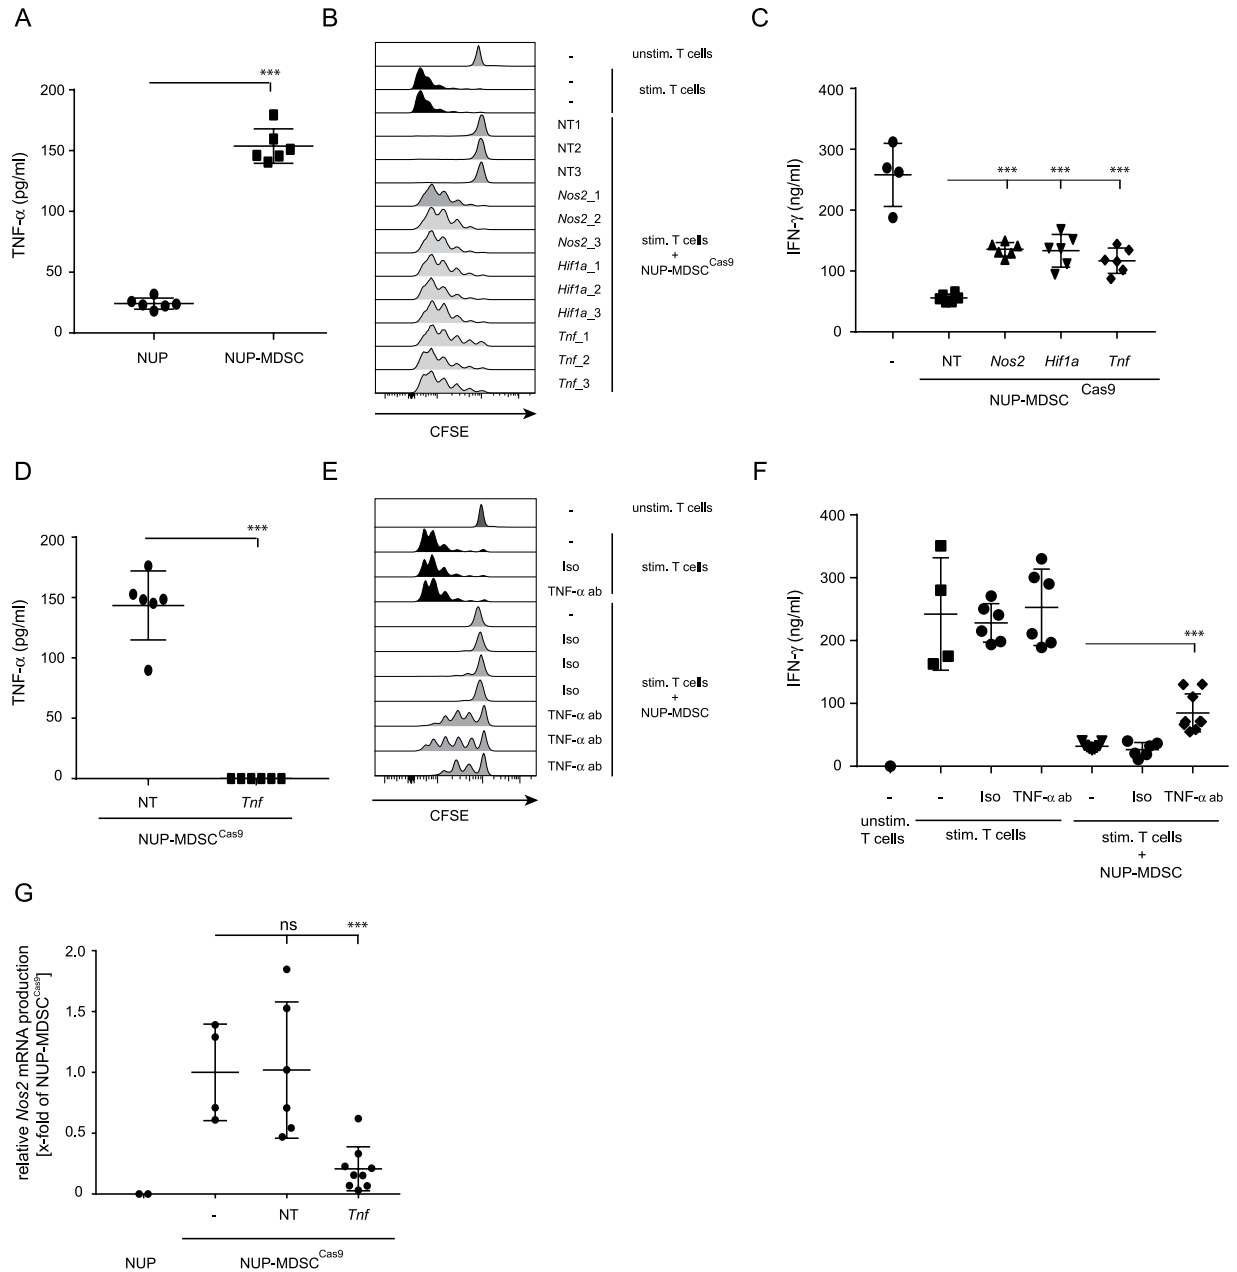 A
TNF-α (pg/ml)
200
150
100
50
0
***
NUP
NUP-MDSC
B
-
-
-
NT1
NT2
NT3
Nos2_1
Nos2_2
Nos2_3
Hif1a_1
Hif1a_2
Hif1a_3
Tnf_1
Tnf_2
Tnf_3
unstim. T cells
stim. T cells
stim. T cells
+
NUP-MDSC^Cas9
CFSE
C
IFN-γ (ng/ml)
400
300
200
100
0
*** *** ***
- NT Nos2 Hif1a Tnf
NUP-MDSC Cas9
D
TNF-α (pg/ml)
200
150
100
50
0
***
NT Tnf
NUP-MDSC^Cas9
E
-
-
Iso
TNF-α ab
-
Iso
Iso
Iso
TNF-α ab
TNF-α ab
TNF-α ab
unstim. T cells
stim. T cells
stim. T cells
+
NUP-MDSC
CFSE
F
IFN-γ (ng/ml)
400
300
200
100
0
***
- - Iso TNF-α ab - Iso TNF-α ab
unstim.
T cells
stim. T cells
stim. T cells
+
NUP-MDSC
G
relative Nos2 mRNA production
[x-fold of NUP-MDSC^Cas9]
2.0
1.5
1.0
0.5
0
ns ***
- NT Tnf
NUP
NUP-MDSC^Cas9